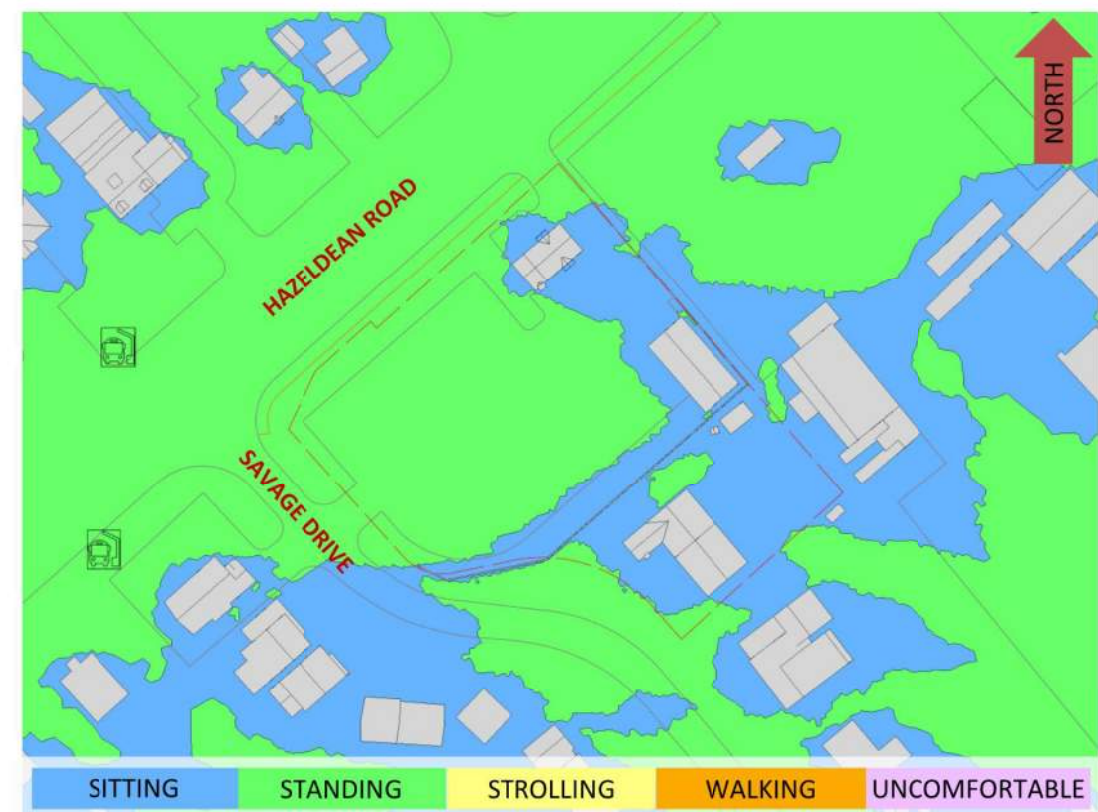 NORTH
HAZELDEAN ROAD
SAVAGE DRIVE
SITTING STANDING STROLLING WALKING UNCOMFORTABLE